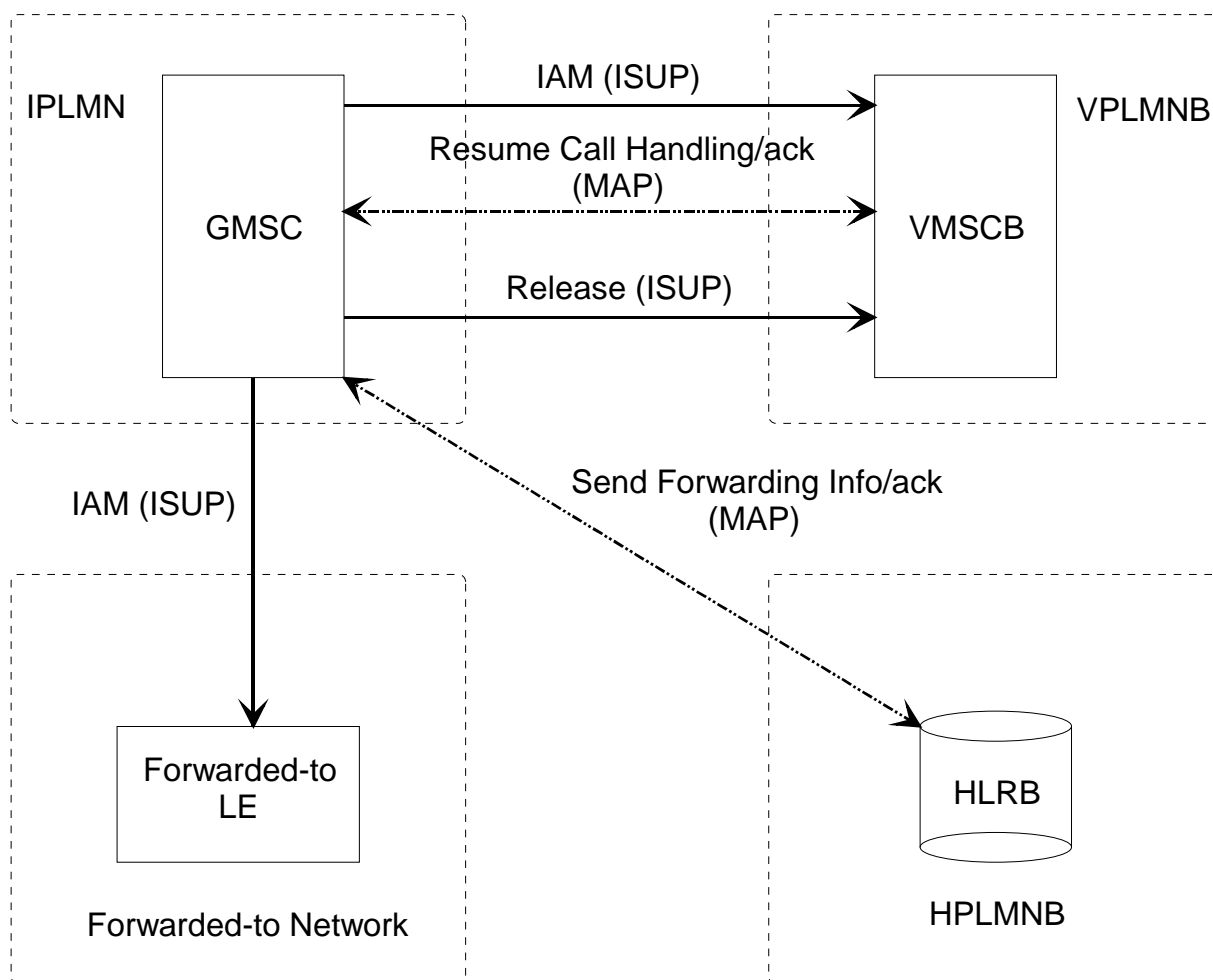 IAM (ISUP)
IPLMN
VPLMNB
Resume Call Handling/ack
(MAP)
GMSC
VMSCB
Release (ISUP)
Send Forwarding Info/ack
(MAP)
IAM (ISUP)
Forwarded-to
LE
HLRB
Forwarded-to Network
HPLMNB